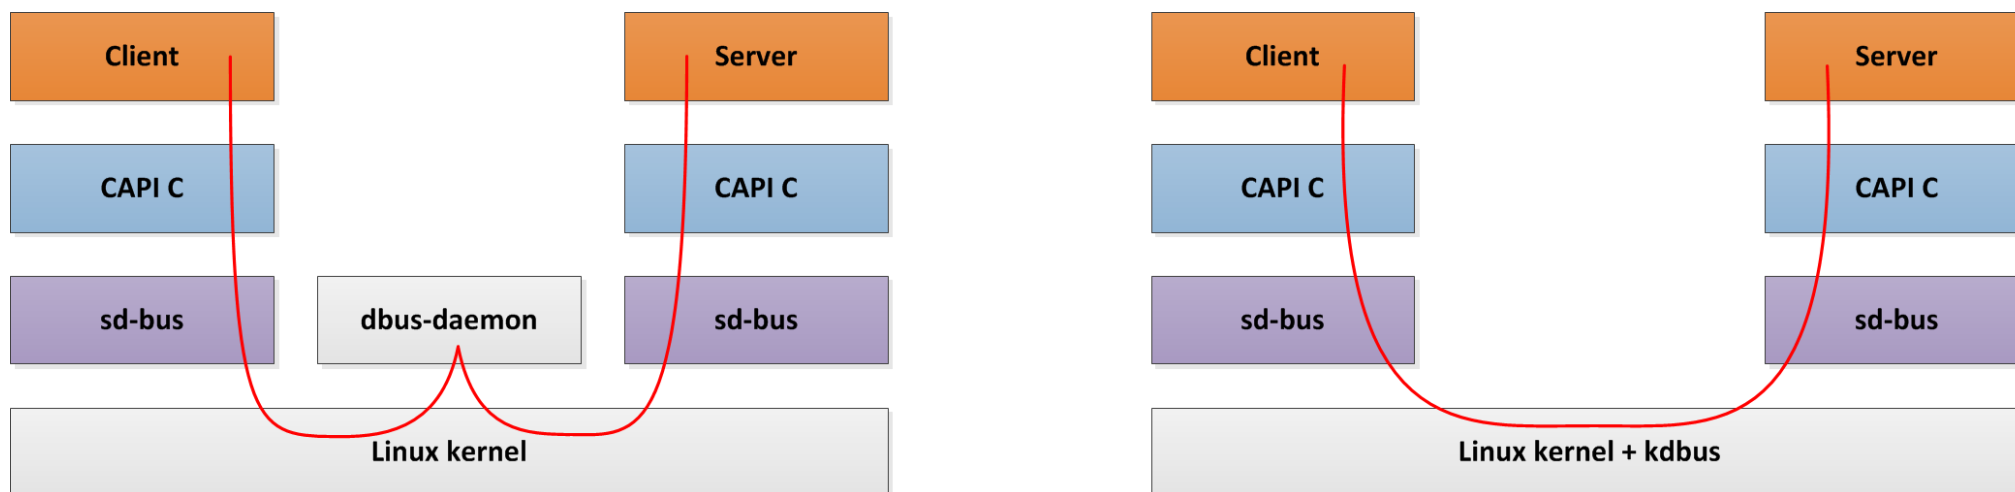 Client
Server
CAPI C
CAPI C
sd-bus
dbus-daemon
sd-bus
Linux kernel
Client
Server
CAPI C
CAPI C
sd-bus
sd-bus
Linux kernel + kdbus